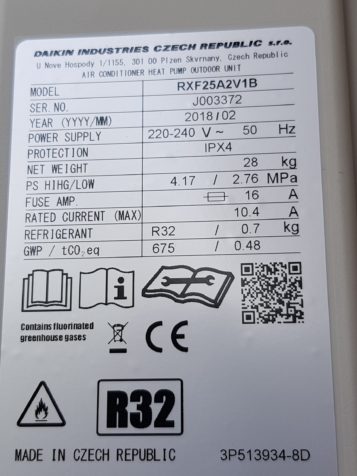 DAIKIN INDUSTRIES CZECH REPUBLIC s.r.o.
U Nove Hospody 1/1155, 301 00 Plzen Skvrnany, Czech Republic
AIR CONDITIONER HEAT PUMP OUTDOOR UNIT
MODEL RXF25A2V1B
SER. NO. J003372
YEAR (YYYY/MM) 2018/02
POWER SUPPLY 220-240 V ~ 50 Hz
PROTECTION IPX4
NET WEIGHT 28 kg
PS HIHG/LOW 4.17 / 2.76 MPa
FUSE AMP. 16 A
RATED CURRENT (MAX) 10.4 A
REFRIGERANT R32 / 0.7 kg
GWP / tCO₂eq 675 / 0.48
i
Contains fluorinated
greenhouse gases
CE
R32
MADE IN CZECH REPUBLIC 3P513934-8D